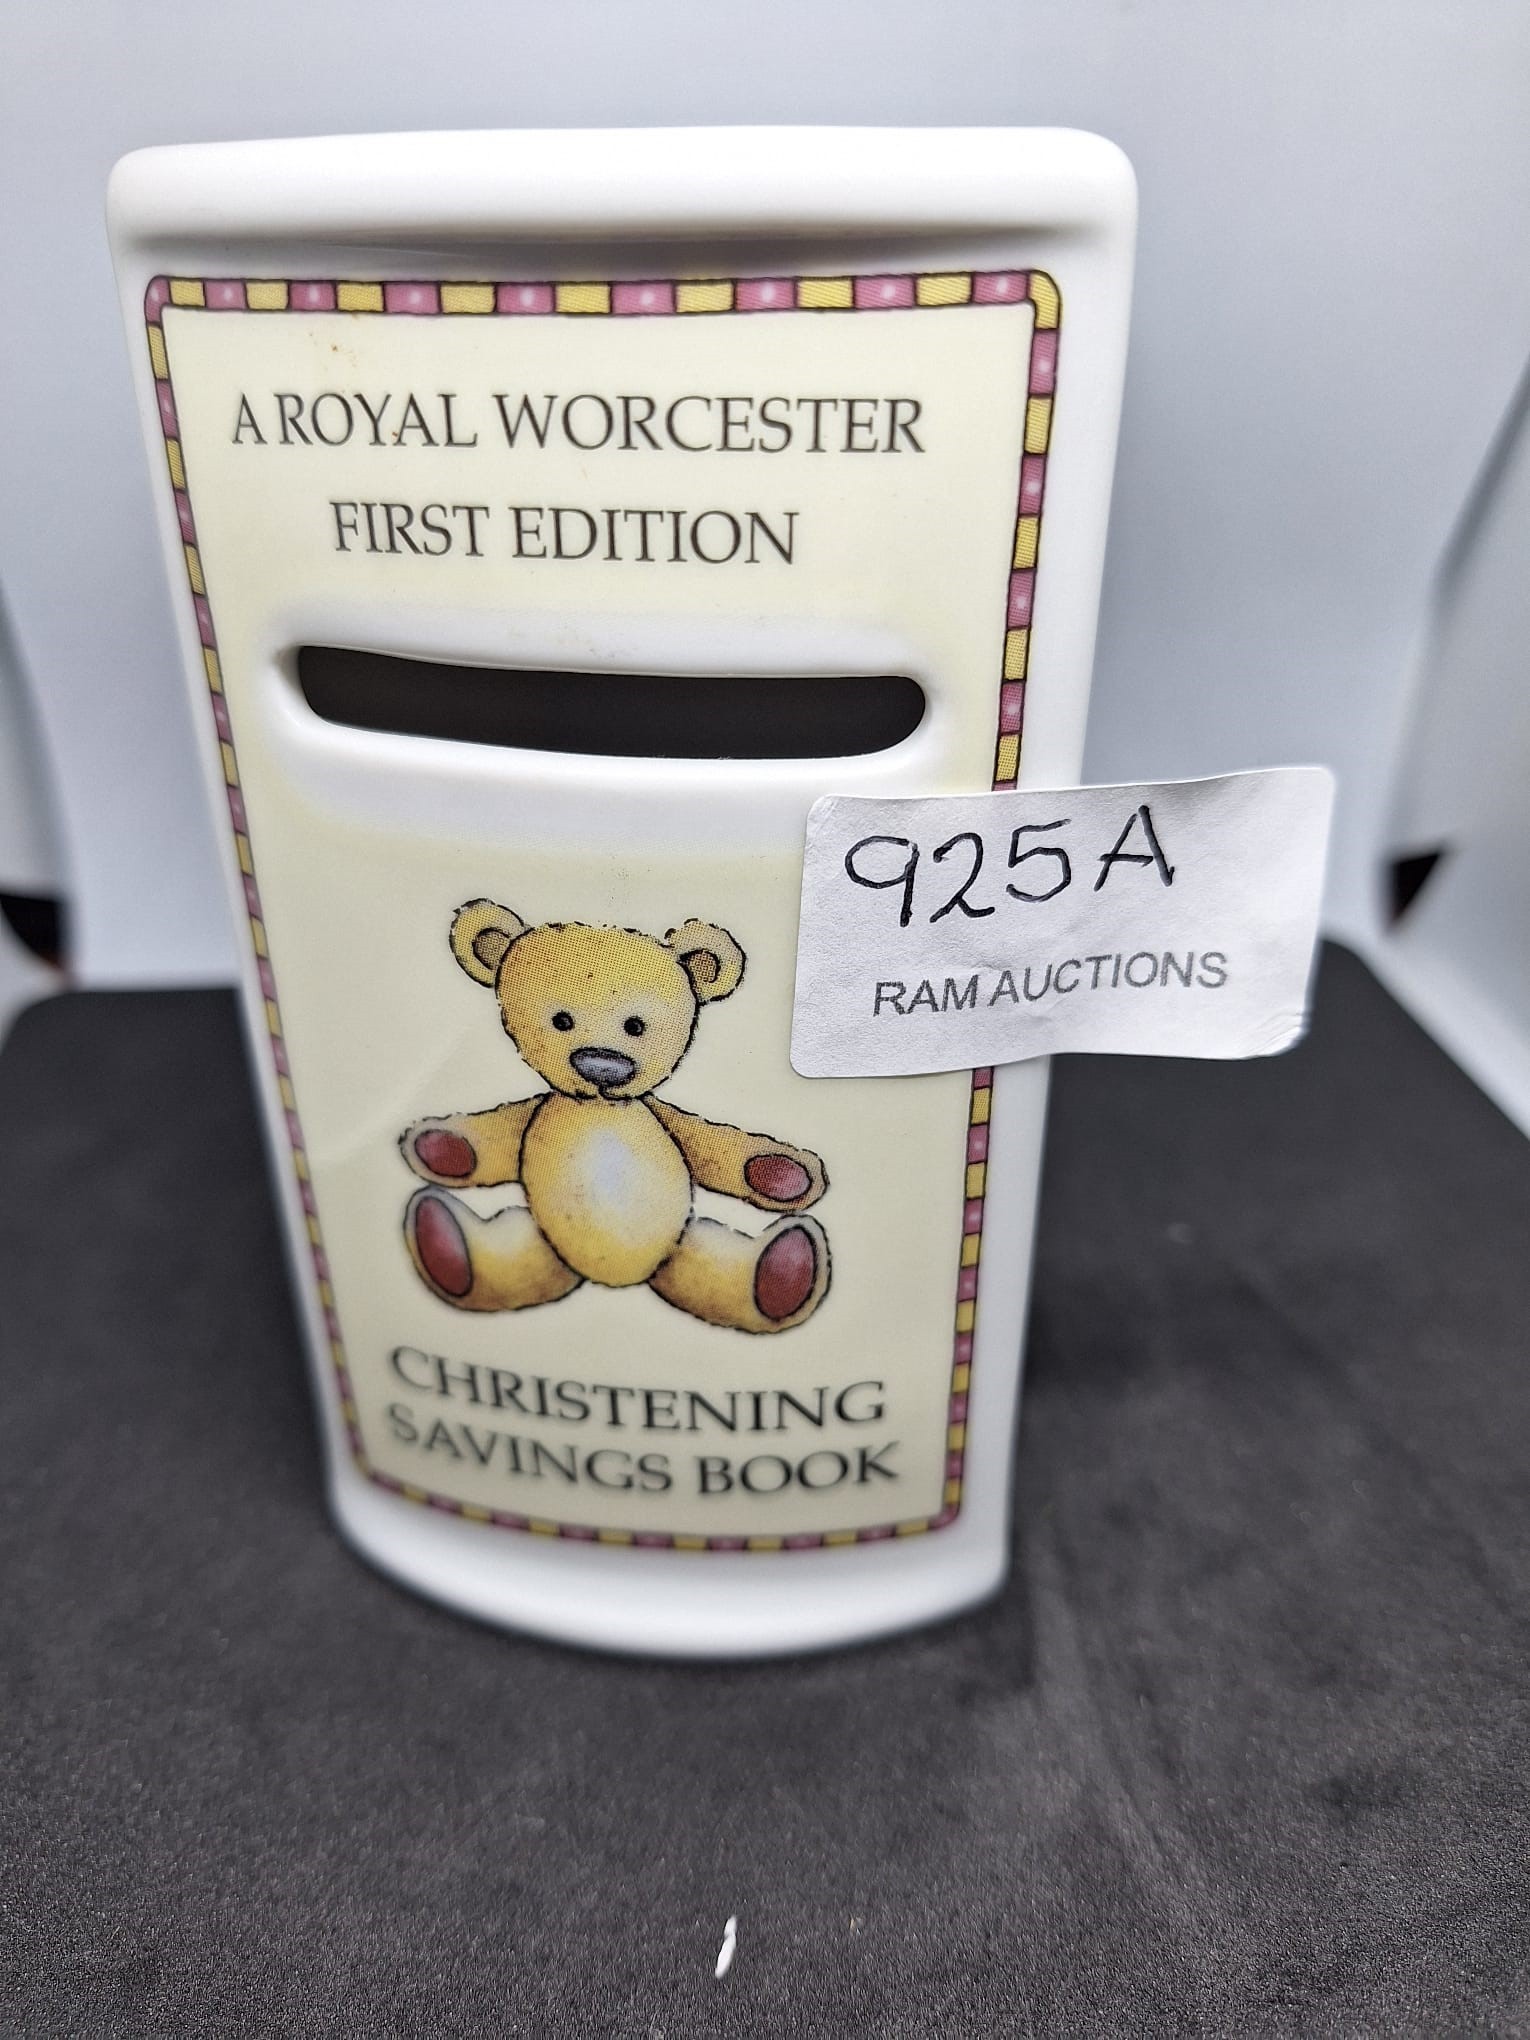 A ROYAL WORCESTER
FIRST EDITION
925A
RAM AUCTIONS
CHRISTENING
SAVINGS BOOK